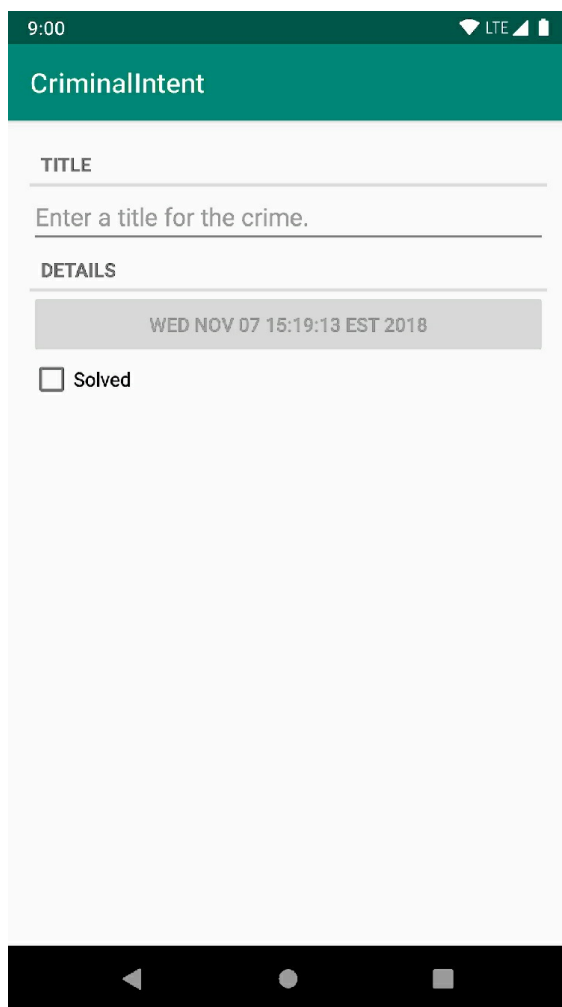 9:00 LTE
CriminalIntent
TITLE
Enter a title for the crime.
DETAILS
WED NOV 07 15:19:13 EST 2018
Solved